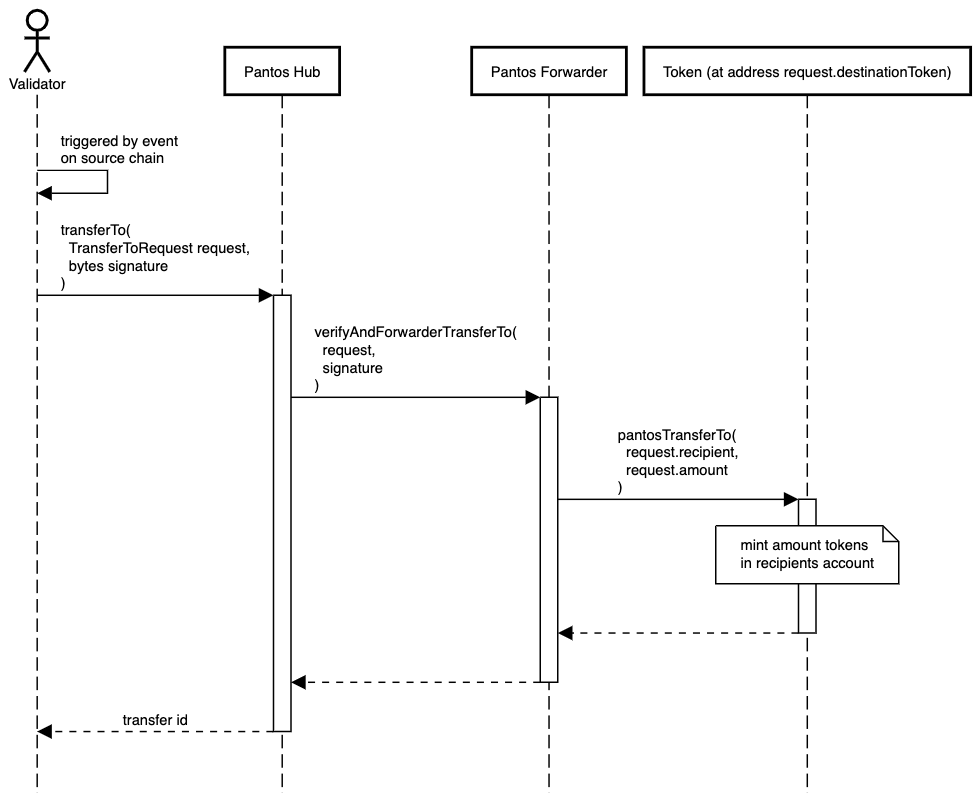 Validator
Pantos Hub
Pantos Forwarder
Token (at address request.destinationToken)
triggered by event
on source chain
transferTo(
TransferToRequest request,
bytes signature
)
verifyAndForwarderTransferTo(
request,
signature
)
pantosTransferTo(
request.recipient,
request.amount
)
mint amount tokens
in recipients account
transfer id